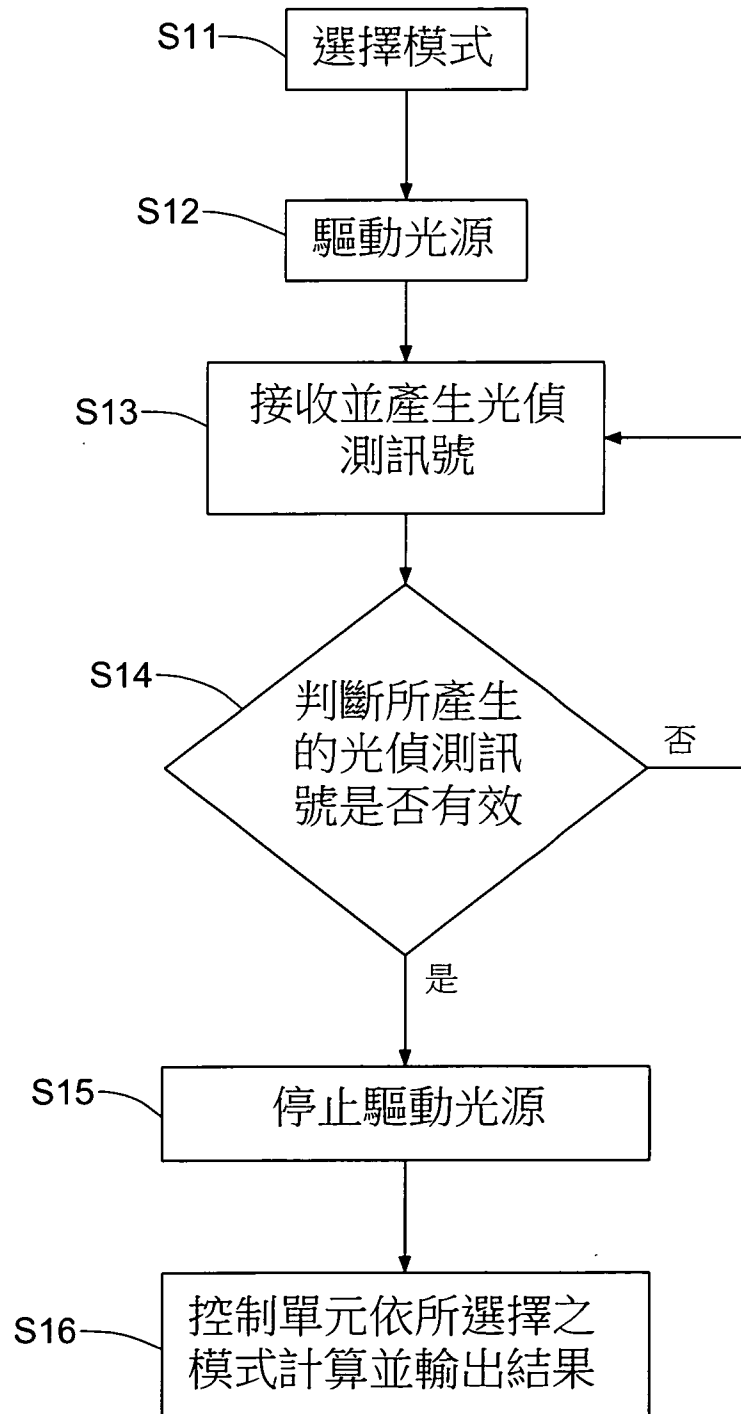 S11
選擇模式
S12
驅動光源
S13
接收並產生光偵
測訊號
S14
判斷所產生
的光偵測訊
號是否有效
否
是
S15
停止驅動光源
S16
控制單元依所選擇之
模式計算並輸出結果